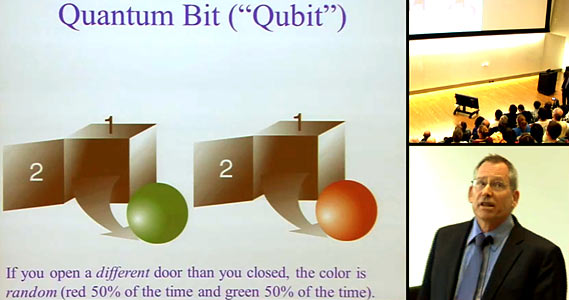 Quantum Bit ("Qubit")
1
2
1
2
If you open a different door than you closed, the color is
random (red 50% of the time and green 50% of the time).